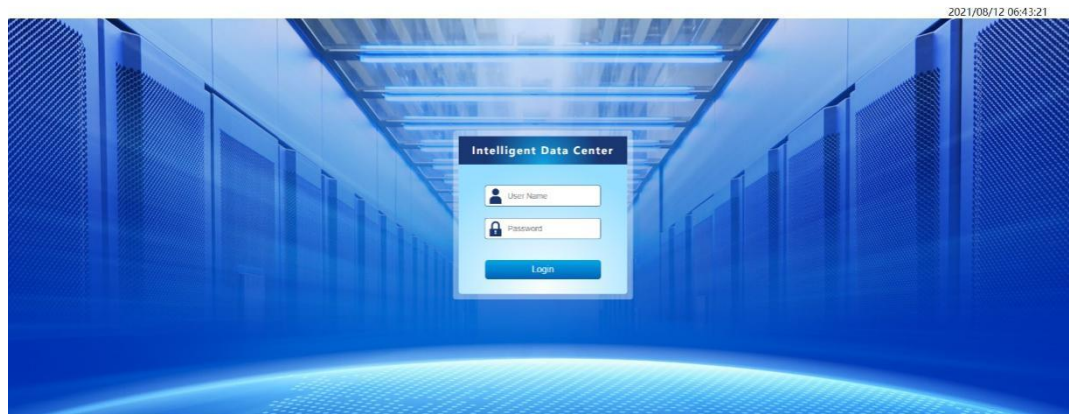 2021/08/12 06:43:21
Intelligent Data Center
User Name
Password
Login